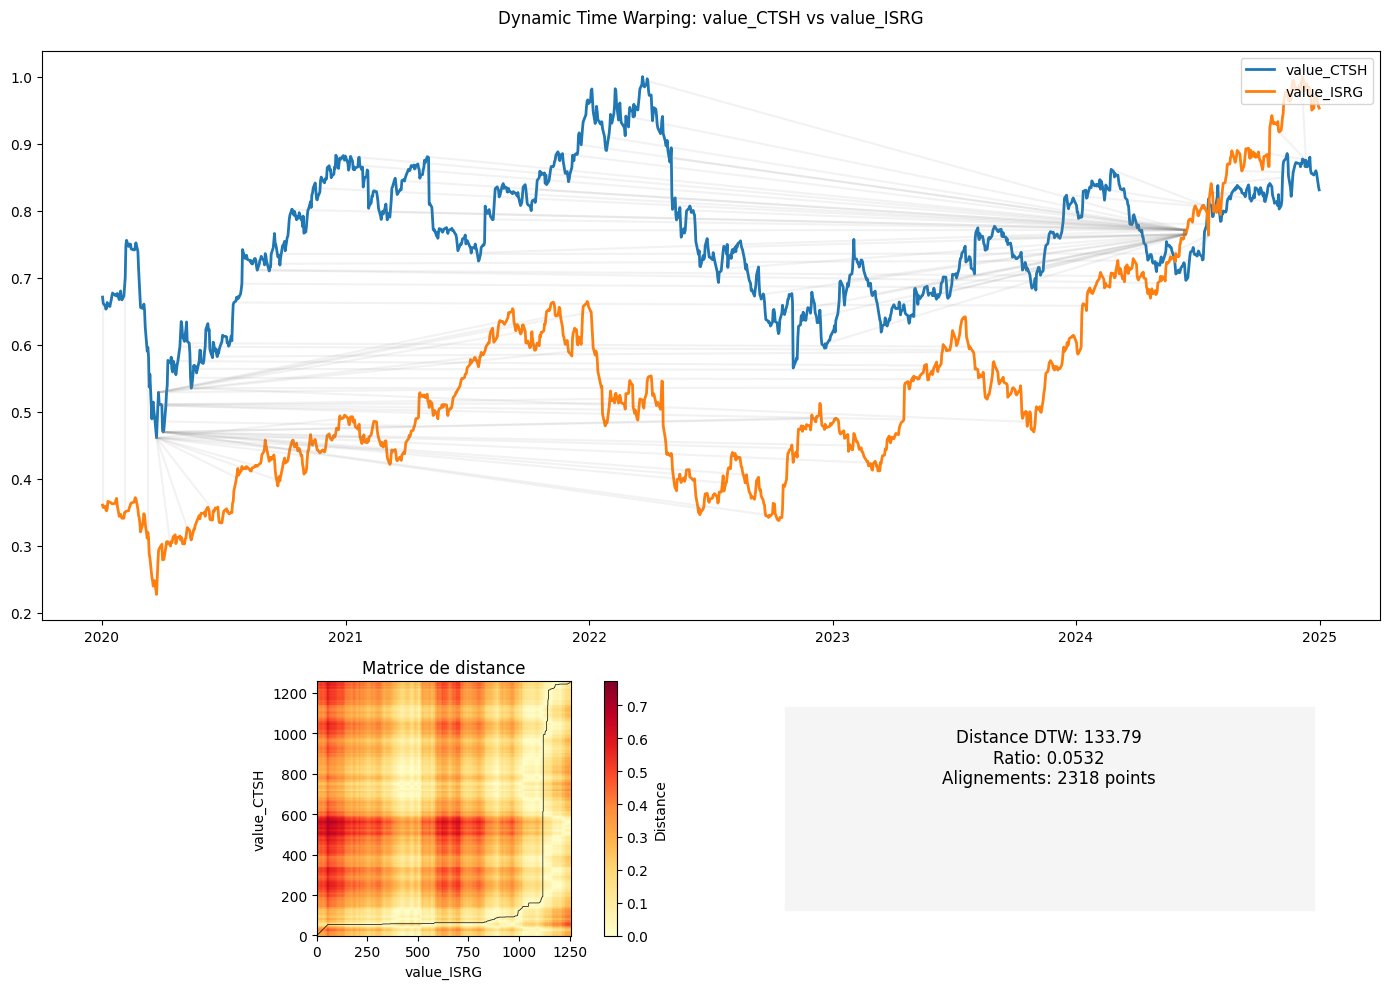 Dynamic Time Warping: value_CTSH vs value_ISRG
value_CTSH
value_ISRG
1.0
0.9
0.8
0.7
0.6
0.5
0.4
0.3
0.2
2020 2021 2022 2023 2024 2025
Matrice de distance
value_CTSH
1200
1000
800
600
400
200
0
0 250 500 750 1000 1250
value_ISRG
0.7
0.6
0.5
0.4
0.3
0.2
0.1
0.0
Distance
Distance DTW: 133.79
Ratio: 0.0532
Alignements: 2318 points